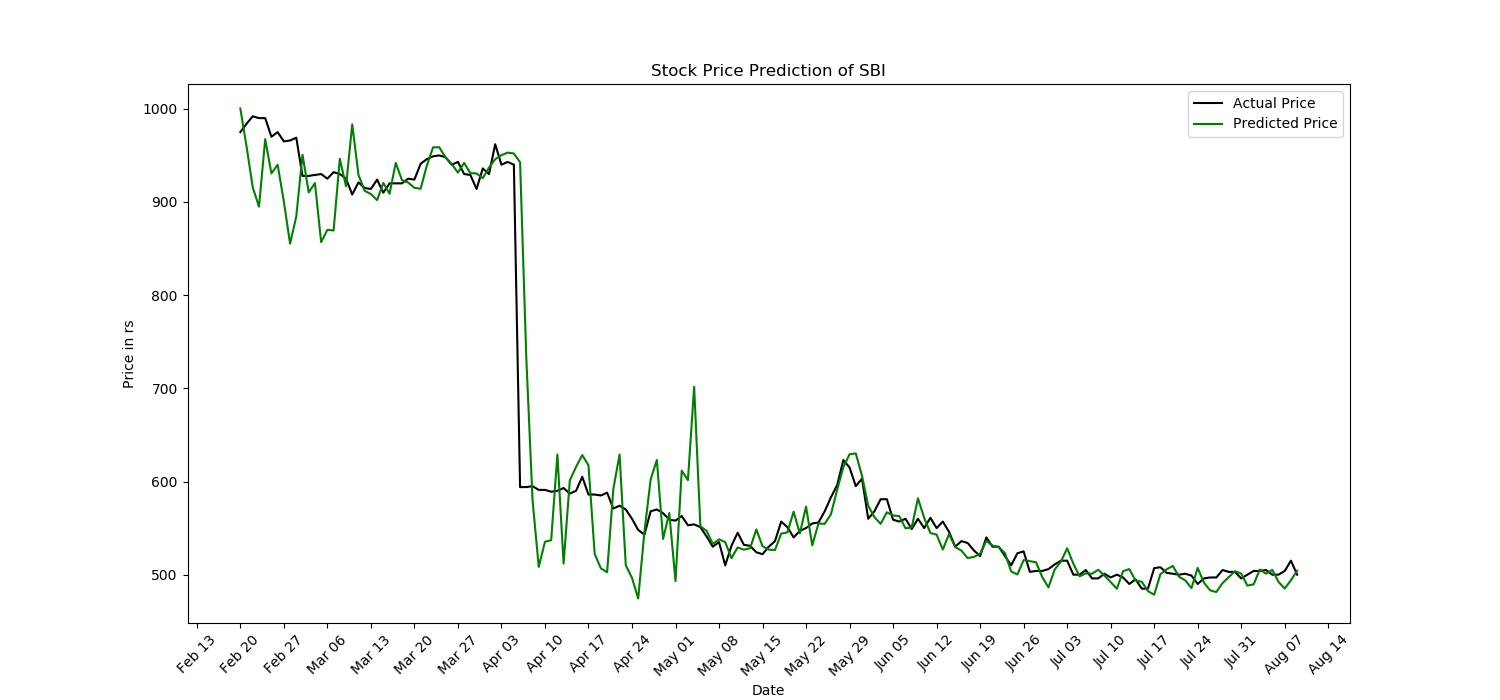 Stock Price Prediction of SBI
Actual Price
Predicted Price
Price in rs
1000
900
800
700
600
500
Feb 13
Feb 20
Feb 27
Mar 06
Mar 13
Mar 20
Mar 27
Apr 03
Apr 10
Apr 17
Apr 24
May 01
May 08
May 15
May 22
May 29
Jun 05
Jun 12
Jun 19
Jun 26
Jul 03
Jul 10
Jul 17
Jul 24
Jul 31
Aug 07
Aug 14
Date